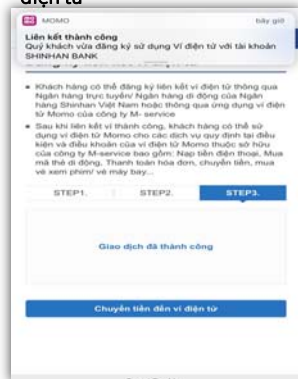 điện tử
MOMO
bây giờ
Liên kết thành công
Quý khách vừa đăng ký sử dụng Ví điện tử với tài khoản
SHINHAN BANK
Khách hàng có thể đăng ký liên kết ví điện tử thông qua
Ngân hàng trực tuyến/ Ngân hàng di động của Ngân
hàng Shinhan Việt Nam hoặc thông qua ứng dụng ví điện
tử Momo của công ty M- service
Sau khi liên kết ví thành công, khách hàng có thể sử
dụng ví điện tử Momo cho các dịch vụ quy định tại điều
kiện và điều khoản của ví điện tử Momo thuộc sở hữu
của công ty M-service bao gồm: Nạp tiền điện thoại, Mua
mã thẻ di động, Thanh toán hóa đơn, chuyển tiền, mua
vé xem phim/ vé máy bay...
STEP1.
STEP2.
STEP3.
Giao dịch đã thành công
Chuyển tiền đến ví điện tử